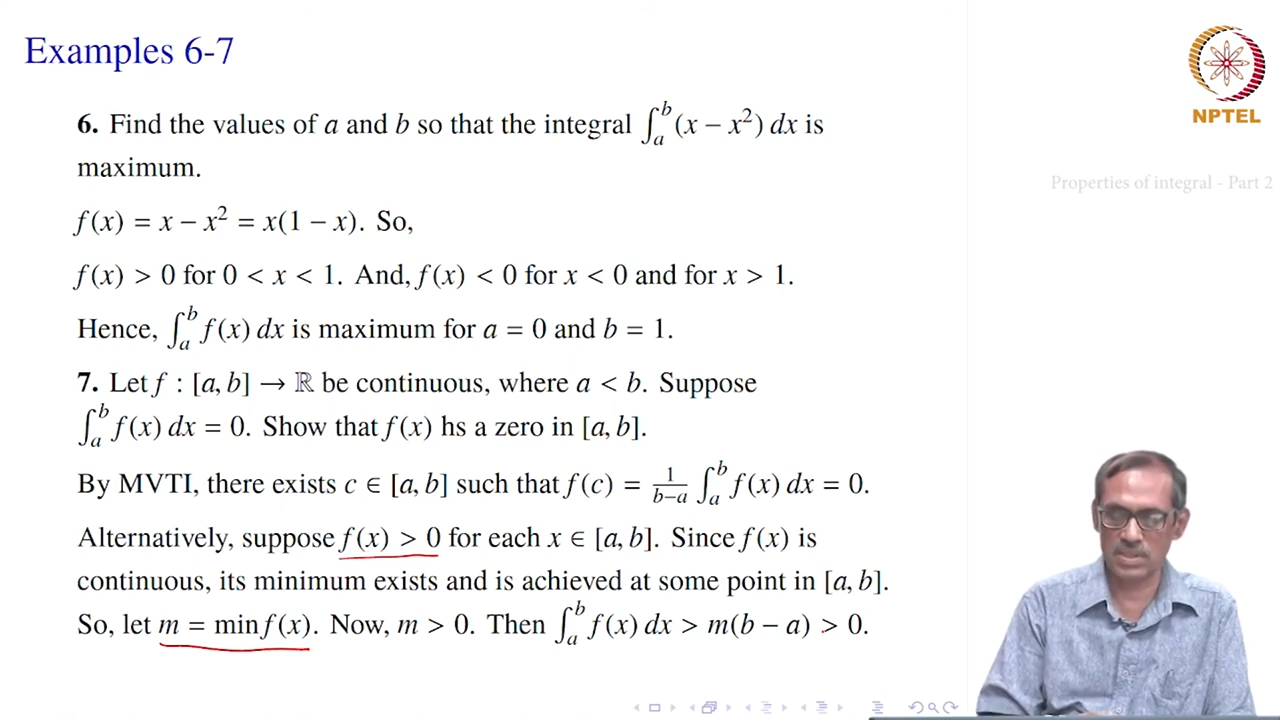 Examples 6-7
NPTEL
6. Find the values of a and b so that the integral ∫_a^b (x − x²) dx is
maximum.
Properties of integral - Part 2
f(x) = x − x² = x(1 − x). So,
f(x) > 0 for 0 < x < 1. And, f(x) < 0 for x < 0 and for x > 1.
Hence, ∫_a^b f(x) dx is maximum for a = 0 and b = 1.
7. Let f : [a, b] → ℝ be continuous, where a < b. Suppose
∫_a^b f(x) dx = 0. Show that f(x) hs a zero in [a, b].
By MVTI, there exists c ∈ [a, b] such that f(c) = 1/(b−a) ∫_a^b f(x) dx = 0.
Alternatively, suppose f(x) > 0 for each x ∈ [a, b]. Since f(x) is
continuous, its minimum exists and is achieved at some point in [a, b].
So, let m = min f(x). Now, m > 0. Then ∫_a^b f(x) dx > m(b − a) > 0.